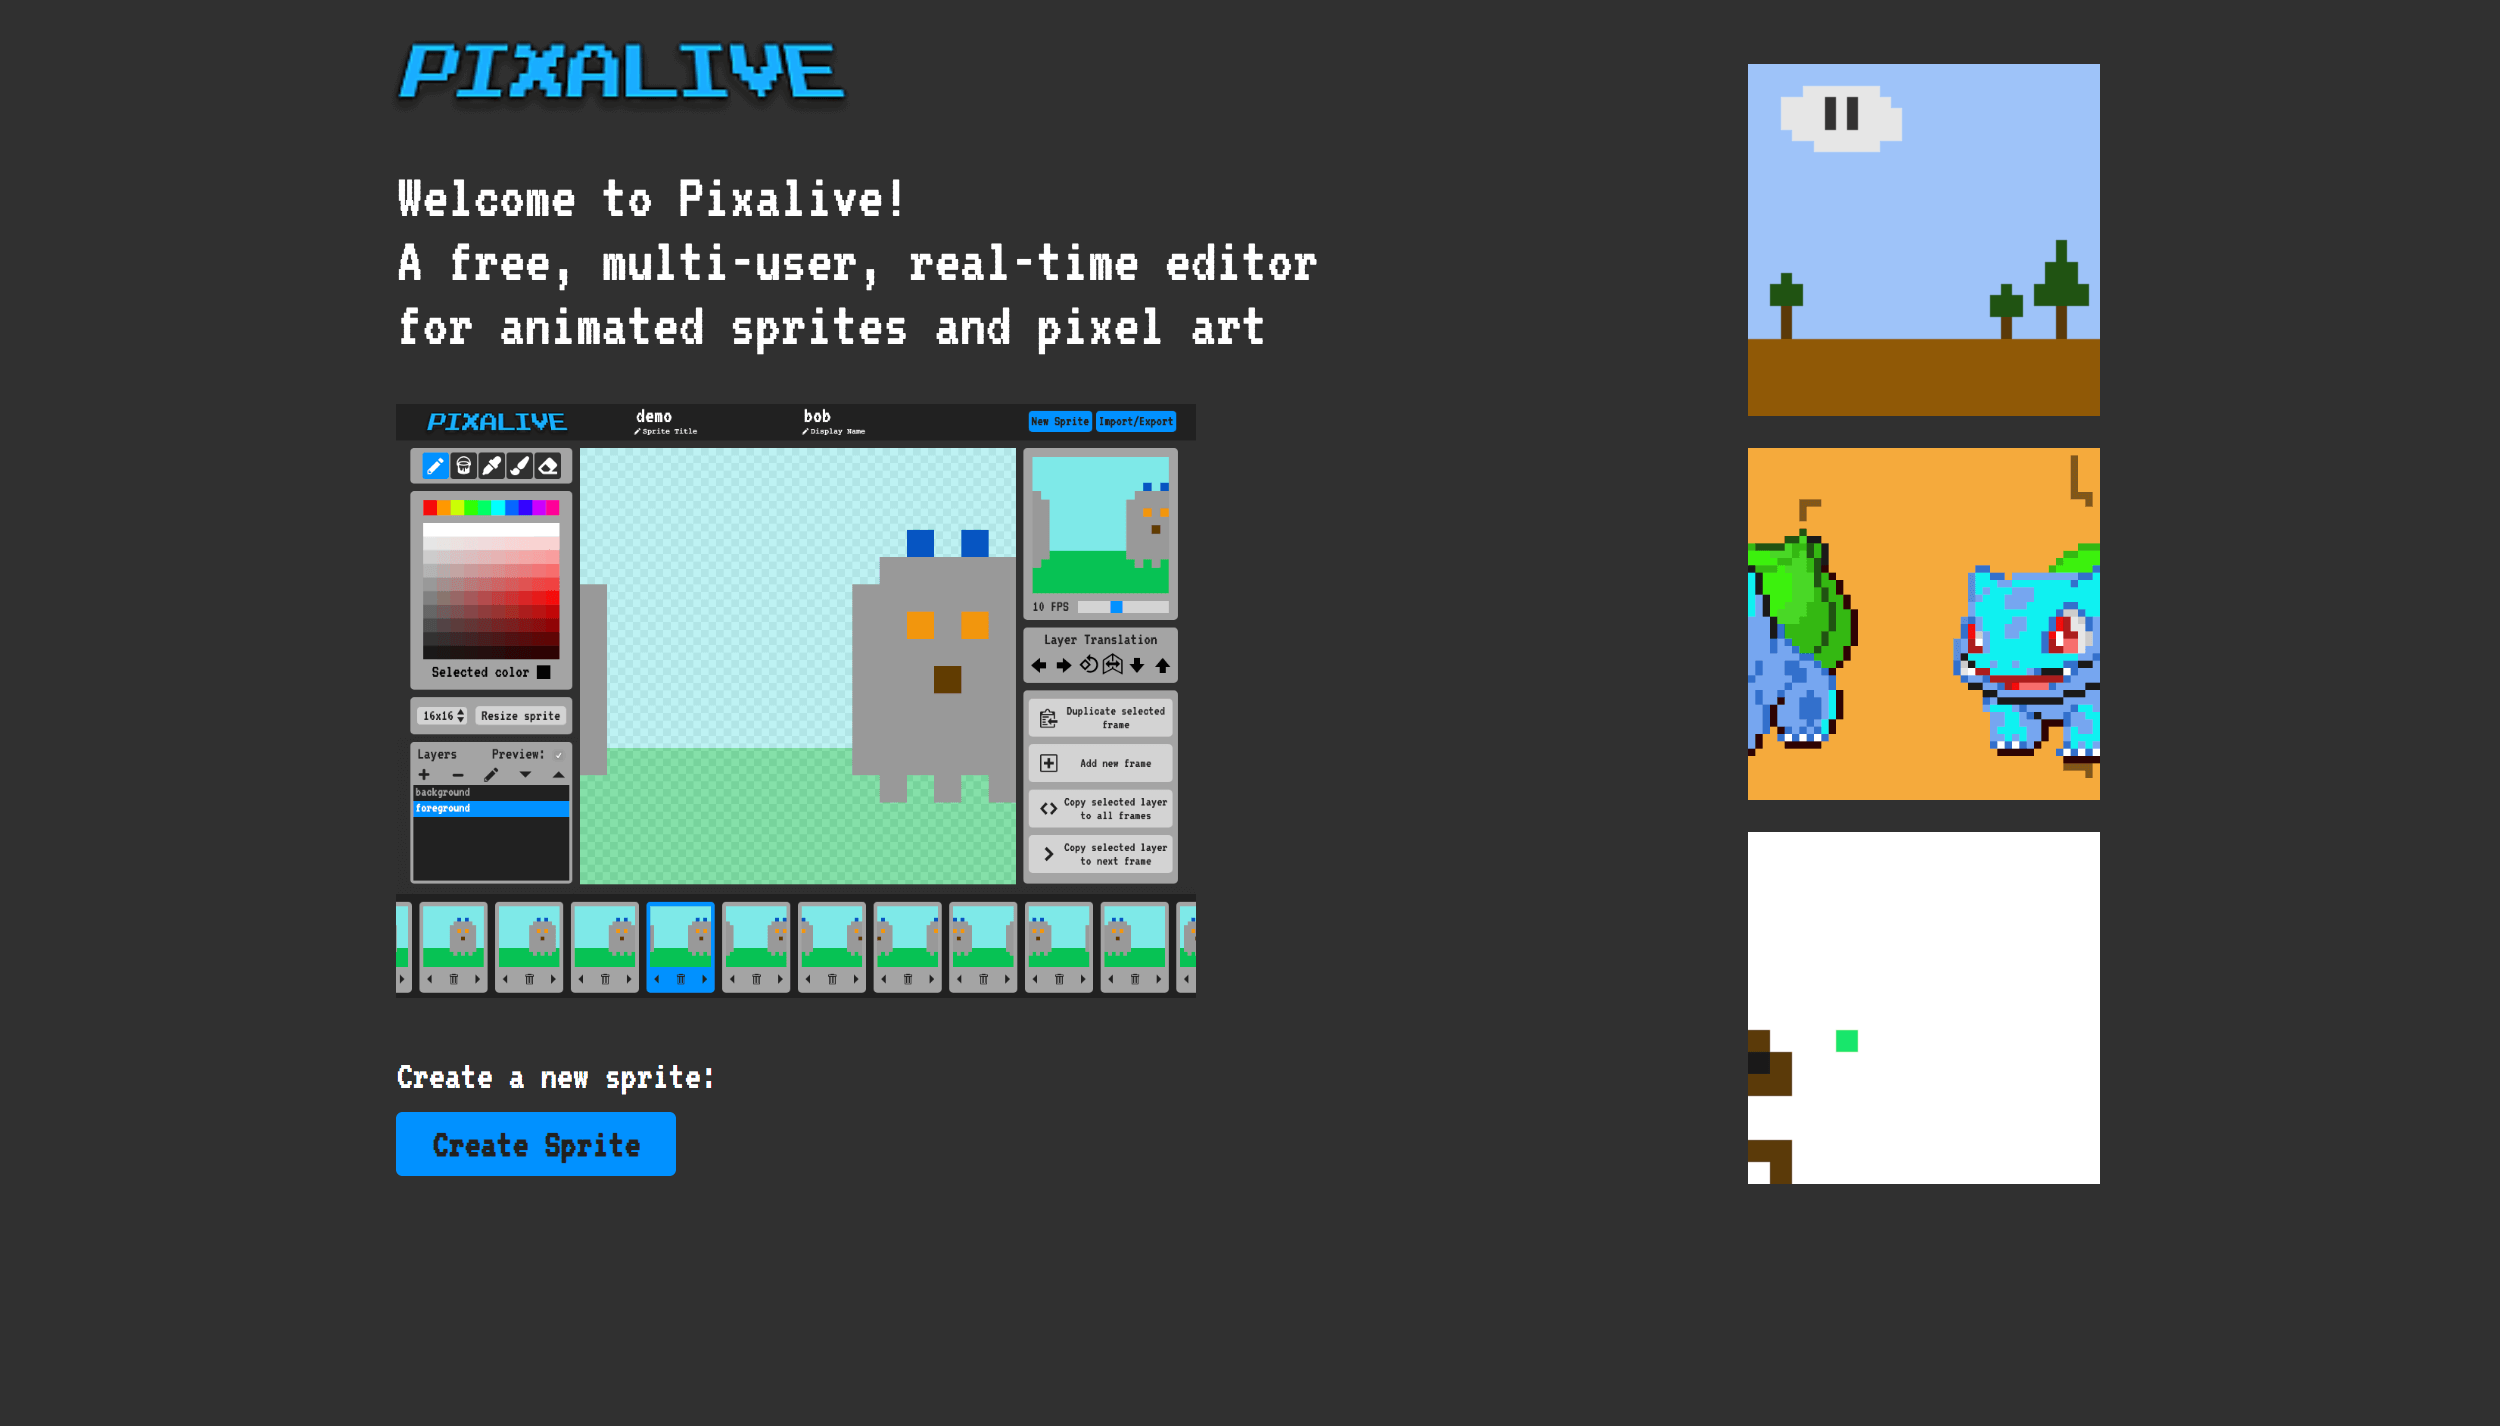 PIXALIVE
Welcome to Pixalive!
A free, multi-user, real-time editor
for animated sprites and pixel art
PIXALIVE
demo
Sprite Title
bob
Display Name
New Sprite
Import/Export
Selected color
16x16
Resize sprite
Layers
Preview:
background
foreground
10 FPS
Layer Translation
Duplicate selected
frame
Add new frame
Copy selected layer
to all frames
Copy selected layer
to next frame
Create a new sprite:
Create Sprite